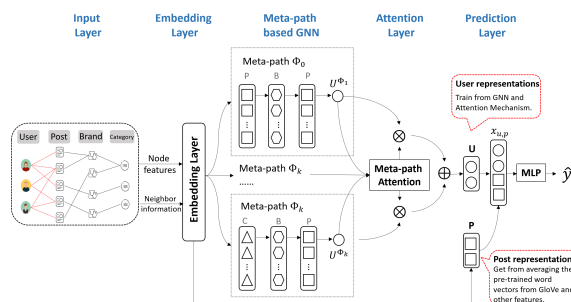 Input Layer
Embedding Layer
Meta-path based GNN
Attention Layer
Prediction Layer
User Post Brand Category
Node features
Neighbor information
Embedding Layer
Meta-path Φ0
P B P
U^Φ1
Meta-path Φk
......
Meta-path Φk
C B P
U^Φk
Meta-path Attention
User representations
Train from GNN and
Attention Mechanism.
x_u,p
U
MLP
ŷ
P
Post representation
Get from averaging the
pre-trained word
vectors from GloVe and
other features.